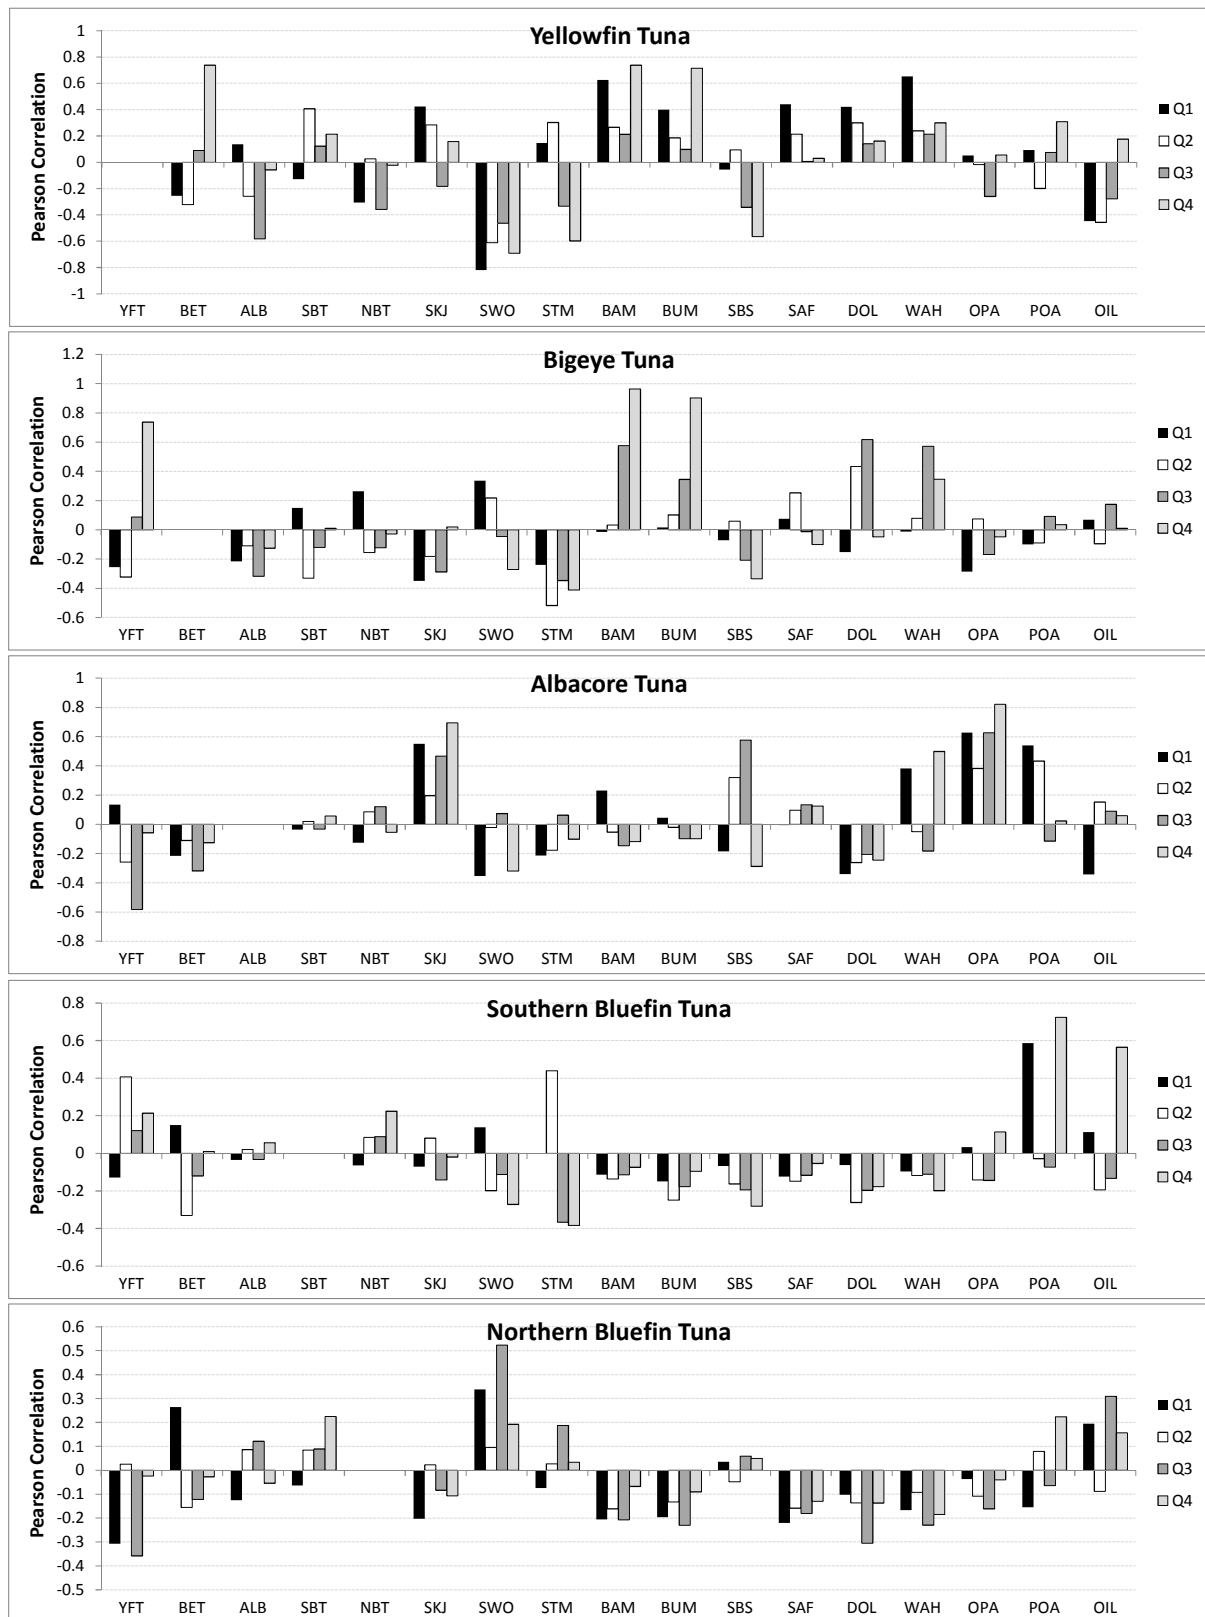 Yellowfin Tuna
Pearson Correlation
1
0.8
0.6
0.4
0.2
0
-0.2
-0.4
-0.6
-0.8
-1
YFT BET ALB SBT NBT SKJ SWO STM BAM BUM SBS SAF DOL WAH OPA POA OIL
Q1
Q2
Q3
Q4
Bigeye Tuna
Pearson Correlation
1.2
1
0.8
0.6
0.4
0.2
0
-0.2
-0.4
-0.6
YFT BET ALB SBT NBT SKJ SWO STM BAM BUM SBS SAF DOL WAH OPA POA OIL
Q1
Q2
Q3
Q4
Albacore Tuna
Pearson Correlation
1
0.8
0.6
0.4
0.2
0
-0.2
-0.4
-0.6
-0.8
YFT BET ALB SBT NBT SKJ SWO STM BAM BUM SBS SAF DOL WAH OPA POA OIL
Q1
Q2
Q3
Q4
Southern Bluefin Tuna
Pearson Correlation
0.8
0.6
0.4
0.2
0
-0.2
-0.4
-0.6
YFT BET ALB SBT NBT SKJ SWO STM BAM BUM SBS SAF DOL WAH OPA POA OIL
Q1
Q2
Q3
Q4
Northern Bluefin Tuna
Pearson Correlation
0.6
0.5
0.4
0.3
0.2
0.1
0
-0.1
-0.2
-0.3
-0.4
-0.5
YFT BET ALB SBT NBT SKJ SWO STM BAM BUM SBS SAF DOL WAH OPA POA OIL
Q1
Q2
Q3
Q4